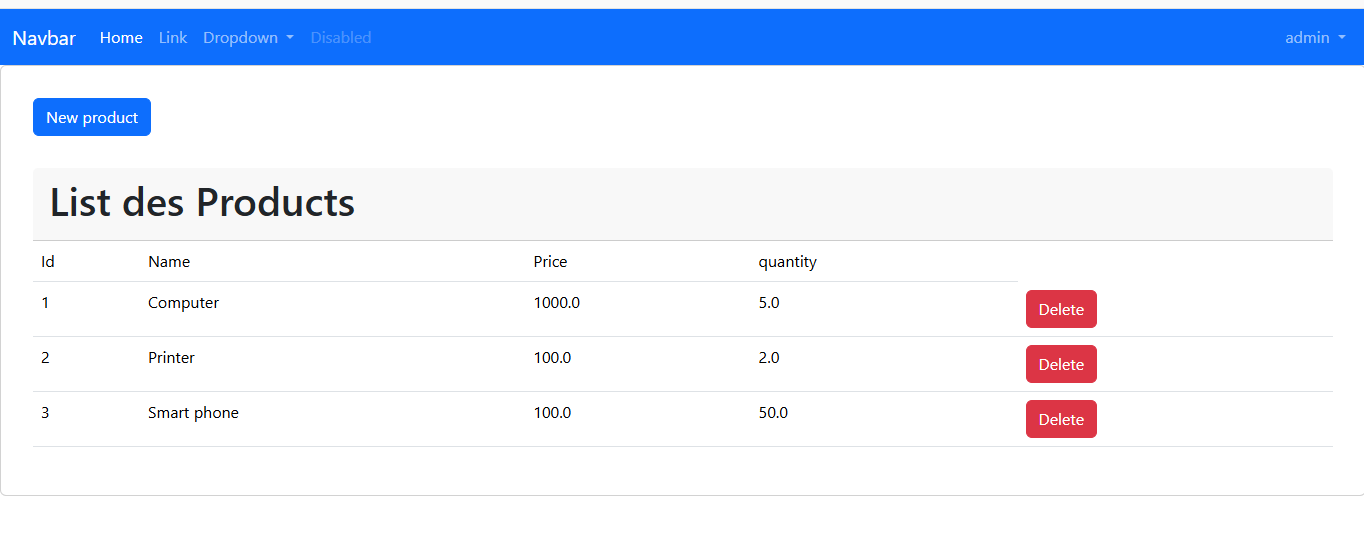 Navbar Home Link Dropdown Disabled admin
New product
List des Products
Id Name Price quantity
1 Computer 1000.0 5.0 Delete
2 Printer 100.0 2.0 Delete
3 Smart phone 100.0 50.0 Delete